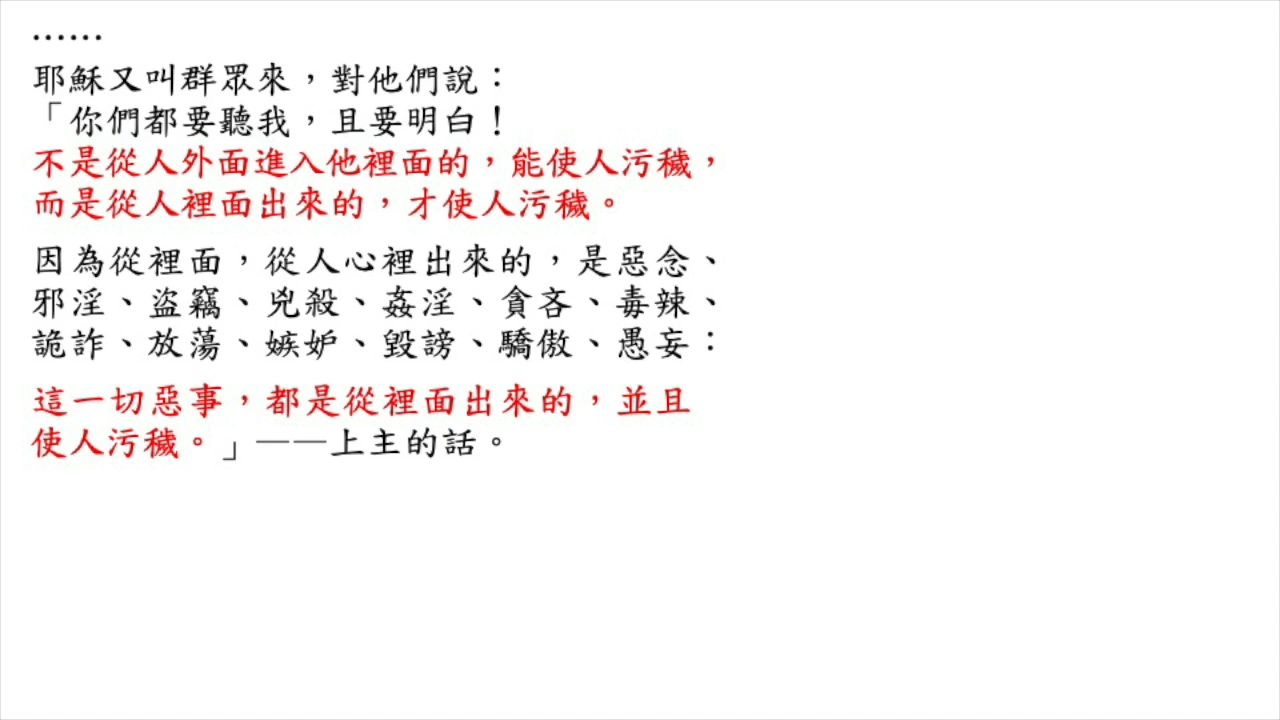 ……
耶穌又叫群眾來，對他們說：
「你們都要聽我，且要明白！
不是從人外面進入他裡面的，能使人污穢，
而是從人裡面出來的，才使人污穢。
因為從裡面，從人心裡出來的，是惡念、
邪淫、盜竊、兇殺、姦淫、貪吝、毒辣、
詭詐、放蕩、嫉妒、毀謗、驕傲、愚妄：
這一切惡事，都是從裡面出來的，並且
使人污穢。」——上主的話。